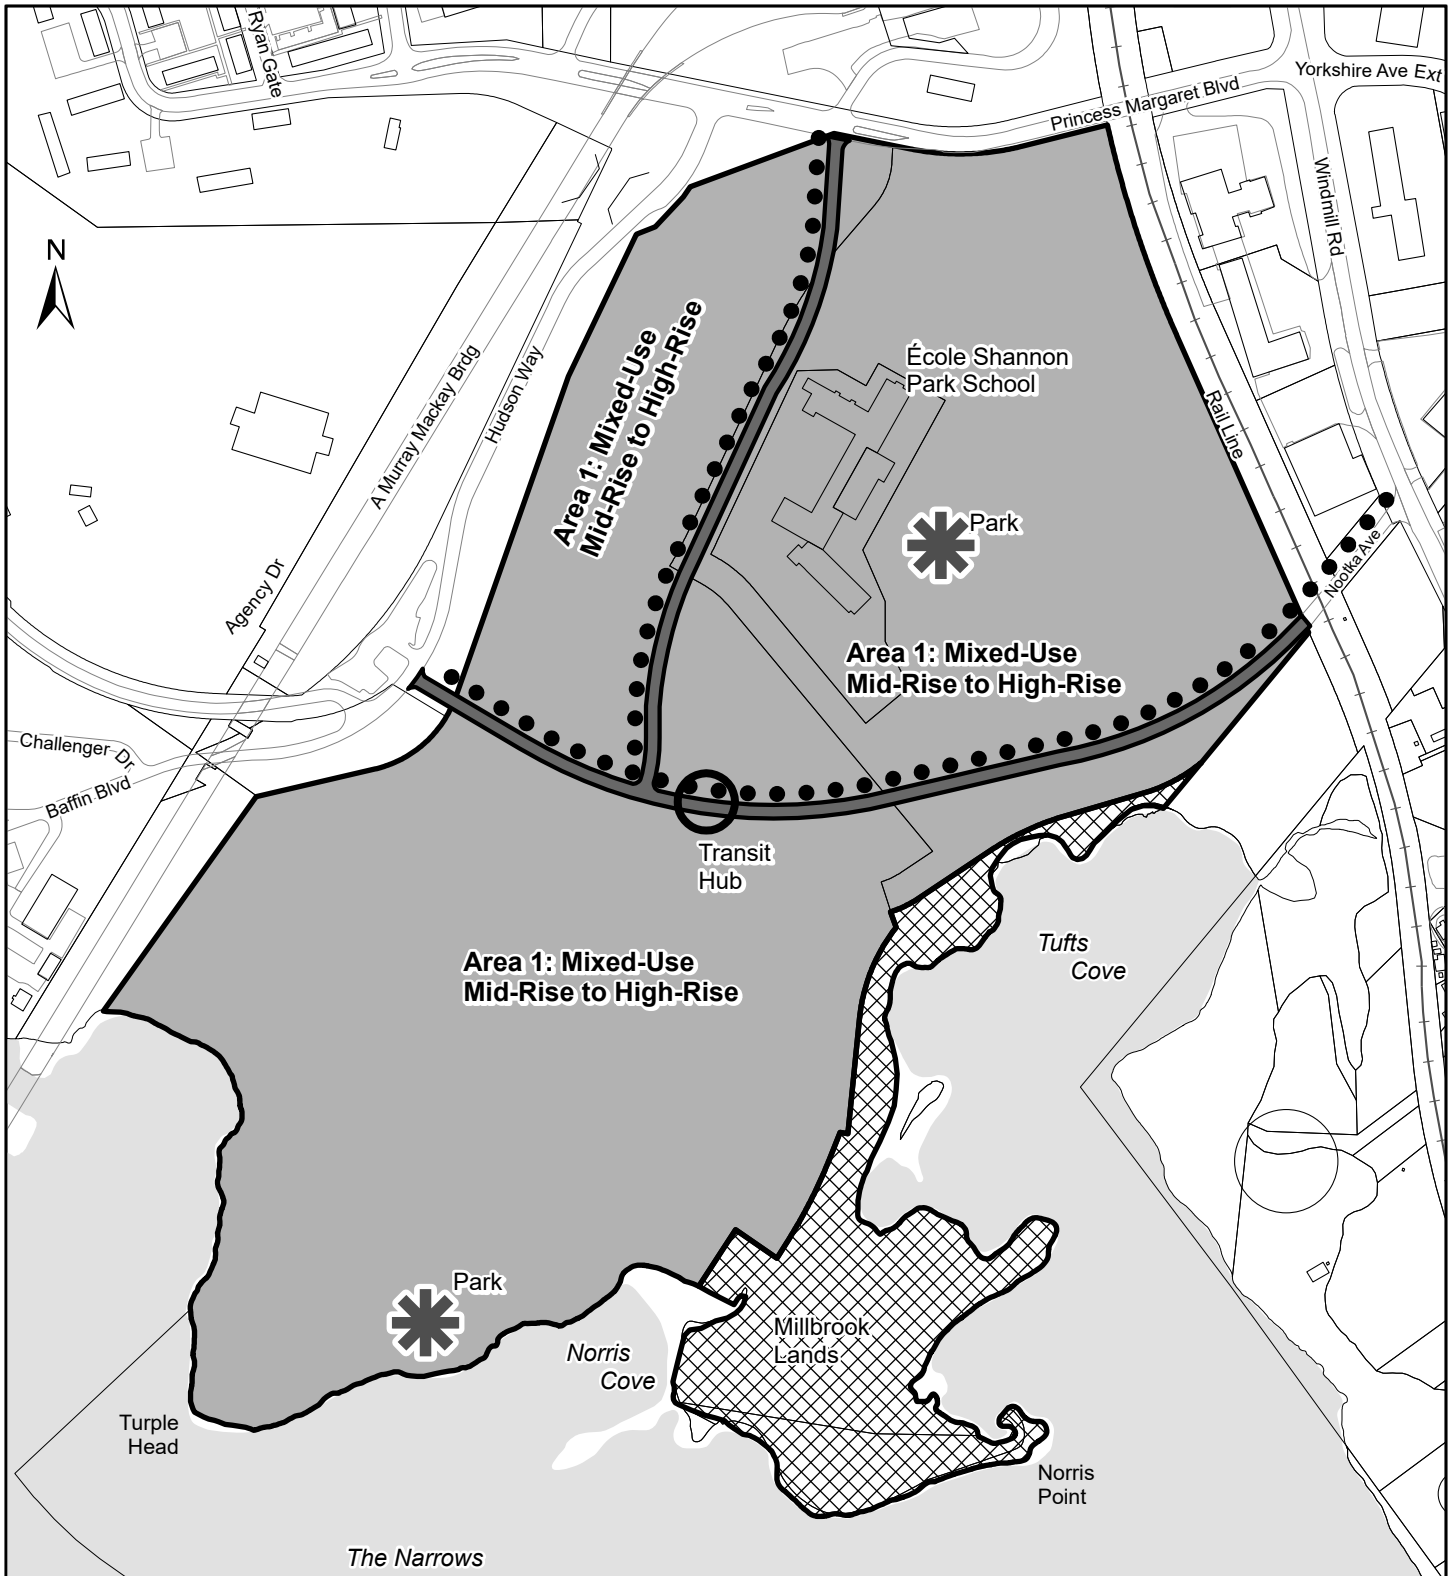 Ryan Gate
Yorkshire Ave Ext
Princess Margaret Blvd
Windmill Rd
N
Area 1: Mixed-Use
Mid-Rise to High-Rise
École Shannon
Park School
A Murray Mackay Brdg
Hudson Way
Rail Line
Park
Nootka Ave
Agency Dr
Area 1: Mixed-Use
Mid-Rise to High-Rise
Challenger Dr
Baffin Blvd
Transit
Hub
Tufts
Cove
Area 1: Mixed-Use
Mid-Rise to High-Rise
Park
Millbrook
Lands
Norris
Cove
Turple
Head
Norris
Point
The Narrows